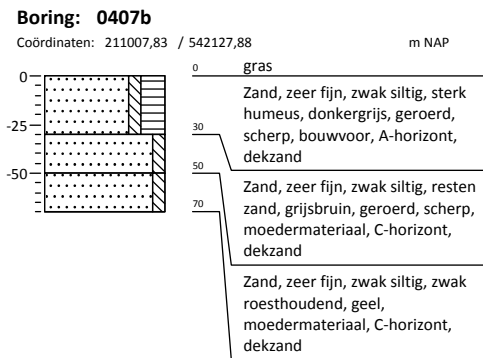 Boring: 0407b
Coördinaten: 211007,83 / 542127,88 m NAP
0
-25
-50
0
gras
30
Zand, zeer fijn, zwak siltig, sterk
humeus, donkergrijs, geroerd,
scherp, bouwvoor, A-horizont,
dekzand
50
Zand, zeer fijn, zwak siltig, resten
zand, grijsbruin, geroerd, scherp,
moedermateriaal, C-horizont,
dekzand
70
Zand, zeer fijn, zwak siltig, zwak
roesthoudend, geel,
moedermateriaal, C-horizont,
dekzand